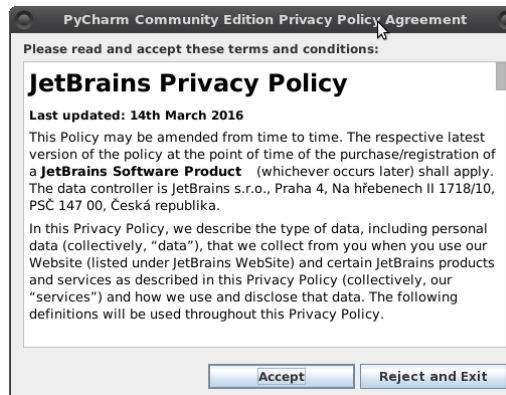 PyCharm Community Edition Privacy Policy Agreement
Please read and accept these terms and conditions:
JetBrains Privacy Policy
Last updated: 14th March 2016
This Policy may be amended from time to time. The respective latest
version of the policy at the point of time of the purchase/registration of
a JetBrains Software Product (whichever occurs later) shall apply.
The data controller is JetBrains s.r.o., Praha 4, Na hřebenech II 1718/10,
PSČ 147 00, Česká republika.
In this Privacy Policy, we describe the type of data, including personal
data (collectively, “data”), that we collect from you when you use our
Website (listed under JetBrains WebSite) and certain JetBrains products
and services as described in this Privacy Policy (collectively, our
“services”) and how we use and disclose that data. The following
definitions will be used throughout this Privacy Policy.
Accept Reject and Exit